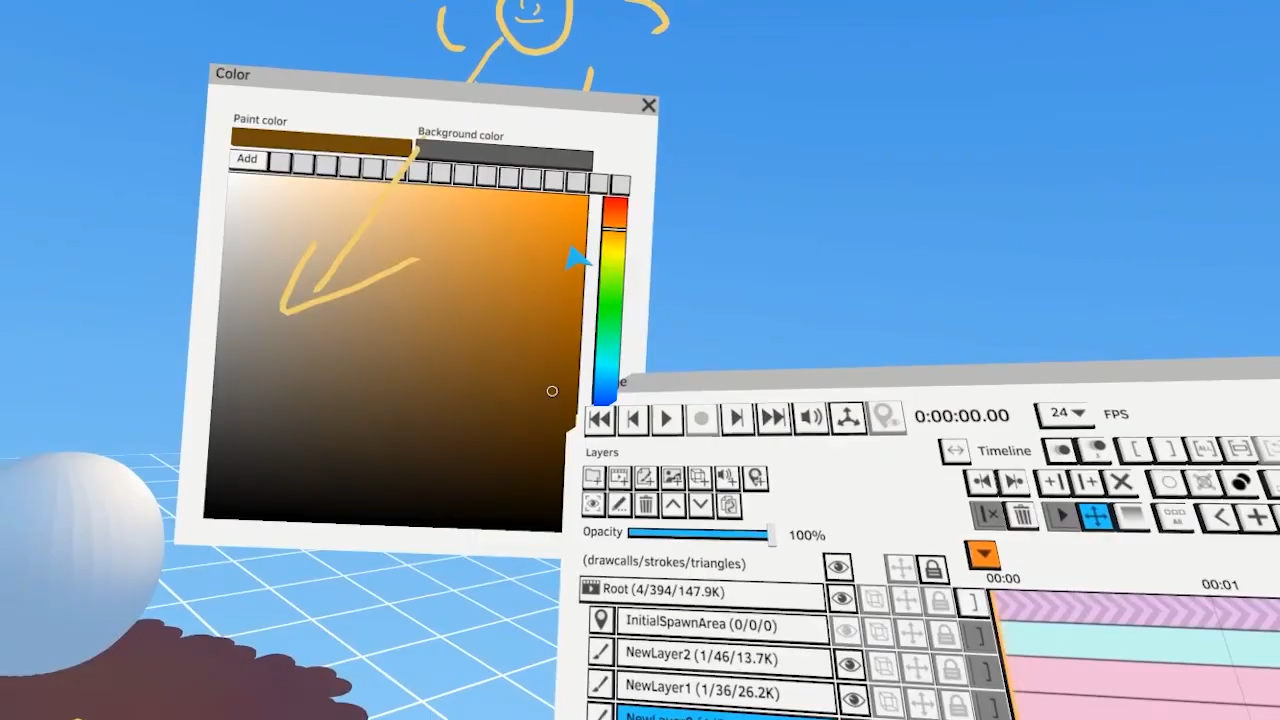 Color
Paint color
Background color
Add
0:00:00.00
24
FPS
Layers
Timeline
Opacity
100%
(drawcalls/strokes/triangles)
00:00
00:01
Root (4/394/147.9K)
InitialSpawnArea (0/0/0)
NewLayer2 (1/46/13.7K)
NewLayer1 (1/36/26.2K)